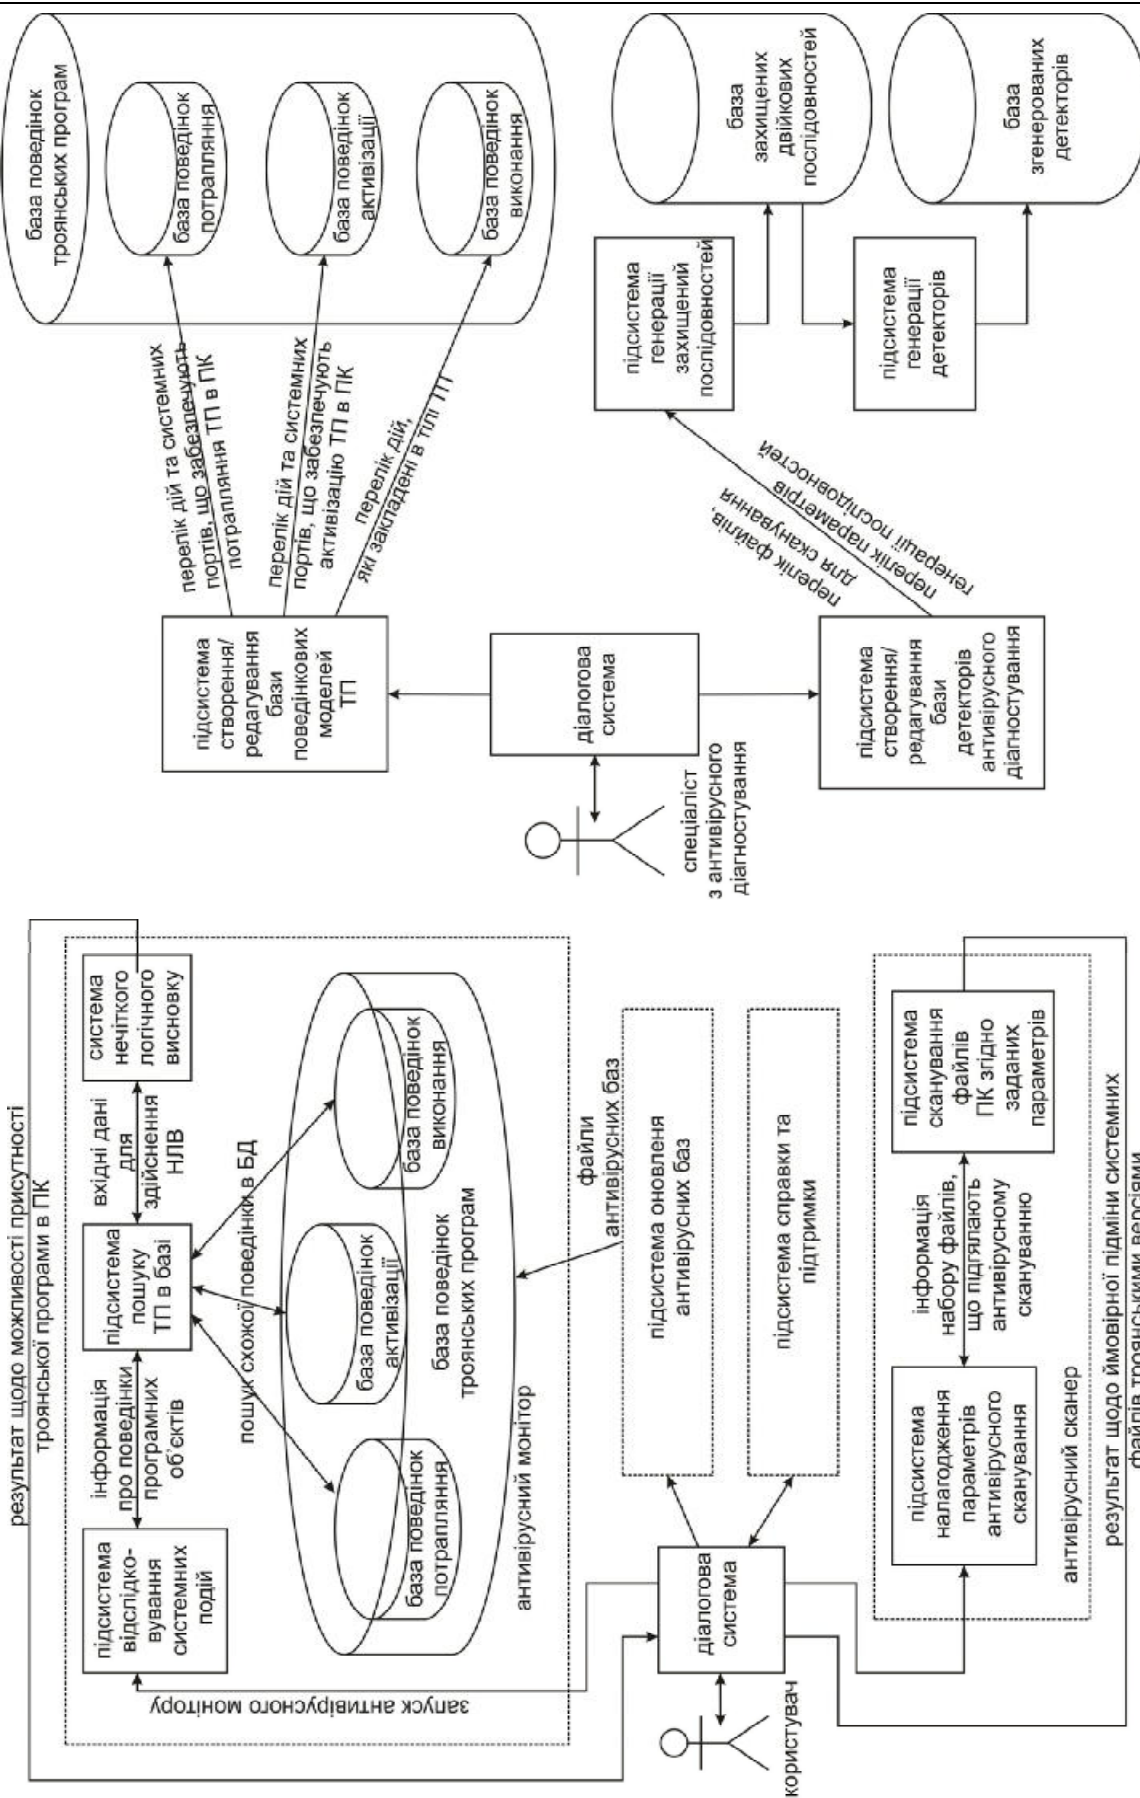 результат щодо можливості присутності
троянської програми в ПК
підсистема
відслідко-
вування
системних
подій
інформація
про поведінки
програмних
об'єктів
підсистема
пошуку
ТП в базі
вхідні дані
для
здійснення
НЛВ
система
нечіткого
логічного
висновку
запуск антивірусного монітору
пошук схожої поведінки в БД
база поведінок
потрапляння
база поведінок
активізації
база поведінок
виконання
база поведінок
троянських програм
антивірусний монітор
файли
антивірусних баз
користувач
діалогова
система
підсистема оновленя
антивірусних баз
підсистема справки та
підтримки
підсистема
налагодження
параметрів
антивірусного
сканування
інформація
набору файлів,
що підгялають
антивірусному
скануванню
підсистема
сканування
файлів
ПК згідно
заданих
параметрів
антивірусний сканер
результат щодо ймовірної підміни системних
файлів троянськими версіями
спеціаліст
з антивірусного
діагностування
діалогова
система
підсистема
створення/
редагування
бази
поведінкових
моделей
ТП
перелік дій та системних
портів, що забезпечують
потрапляння ТП в ПК
перелік дій та системних
портів, що забезпечують
активізацію ТП в ПК
перелік дій,
які закладені в тілі ТП
база поведінок
троянських програм
база поведінок
потрапляння
база поведінок
активізації
база поведінок
виконання
підсистема
створення/
редагування
бази
детекторів
антивірусного
діагностування
перелік файлів,
для сканування
перелік параметрів
генерації послідовностей
підсистема
генерації
захищений
послідовностей
база
захищених
двійкових
послідовностей
підсистема
генерації
детекторів
база
згенерованих
детекторів